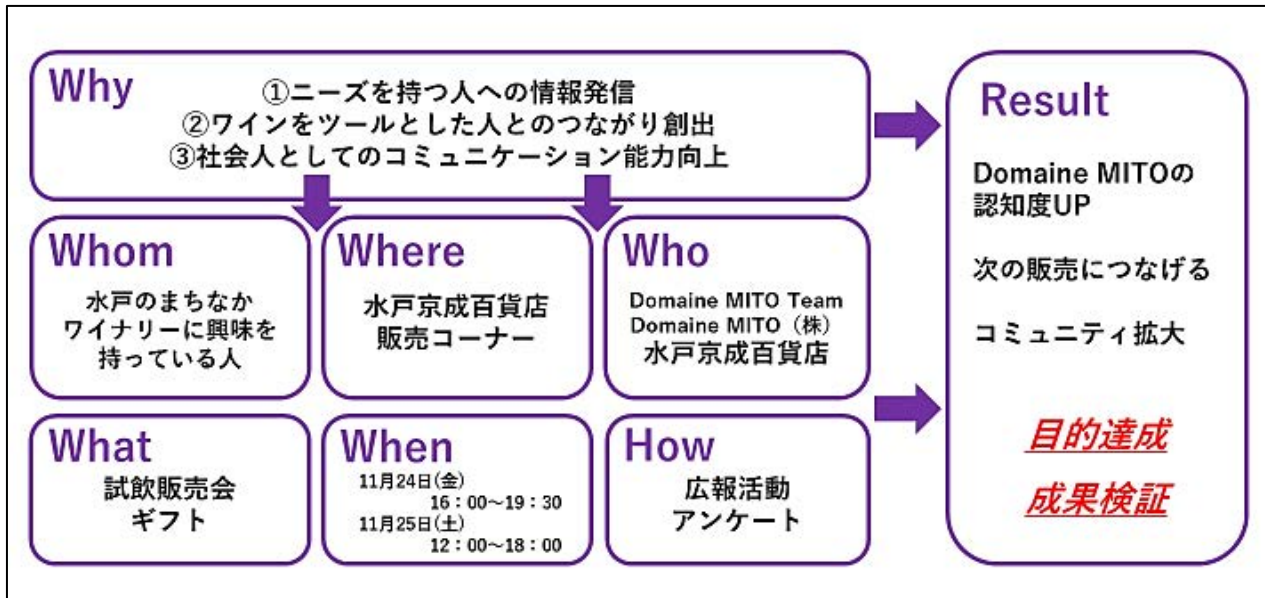 Why
①ニーズを持つ人への情報発信
②ワインをツールとした人とのつながり創出
③社会人としてのコミュニケーション能力向上
Whom
水戸のまちなか
ワイナリーに興味を
持っている人
Where
水戸京成百貨店
販売コーナー
Who
Domaine MITO Team
Domaine MITO（株）
水戸京成百貨店
What
試飲販売会
ギフト
When
11月24日(金)
16：00～19：30
11月25日(土)
12：00～18：00
How
広報活動
アンケート
Result
Domaine MITOの
認知度UP
次の販売につなげる
コミュニティ拡大
目的達成
成果検証